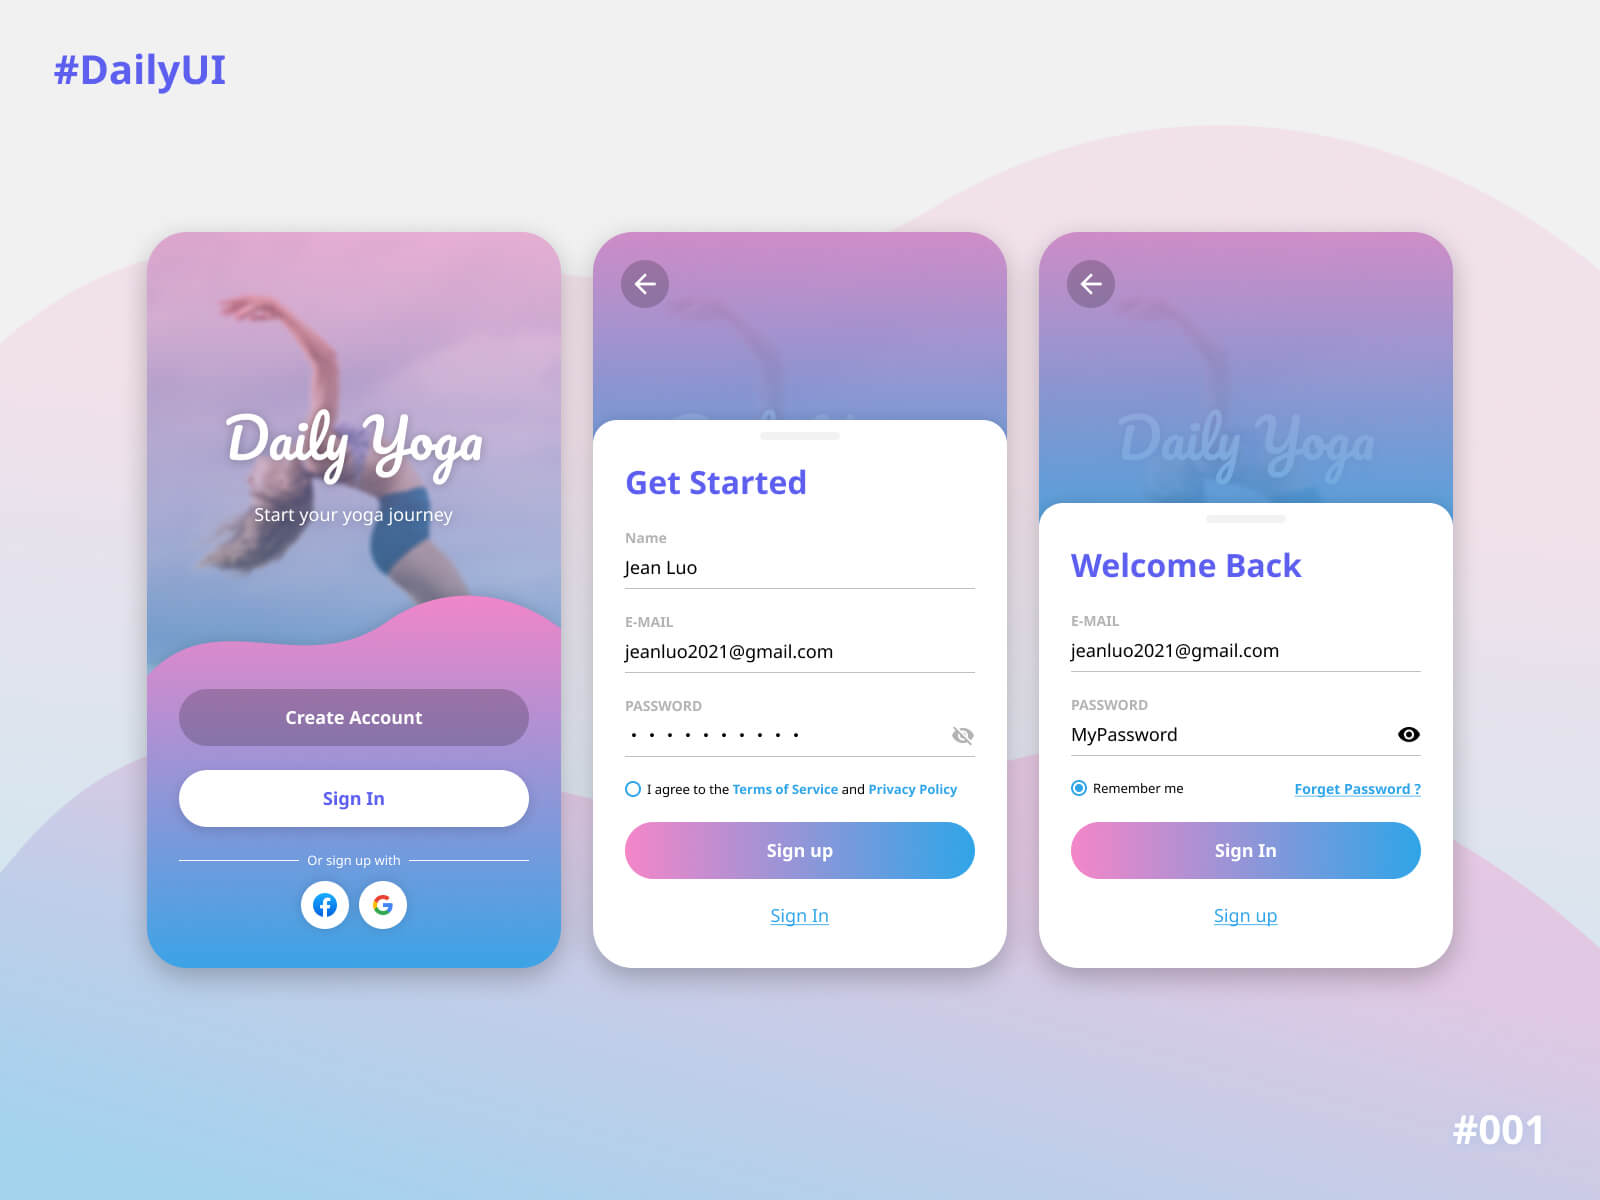 #DailyUI
Daily Yoga
Start your yoga journey
Create Account
Sign In
Or sign up with
Get Started
Name
Jean Luo
E-MAIL
jeanluo2021@gmail.com
PASSWORD
••••••••••
I agree to the Terms of Service and Privacy Policy
Sign up
Sign In
Daily Yoga
Welcome Back
E-MAIL
jeanluo2021@gmail.com
PASSWORD
MyPassword
Remember me
Forget Password ?
Sign In
Sign up
#001